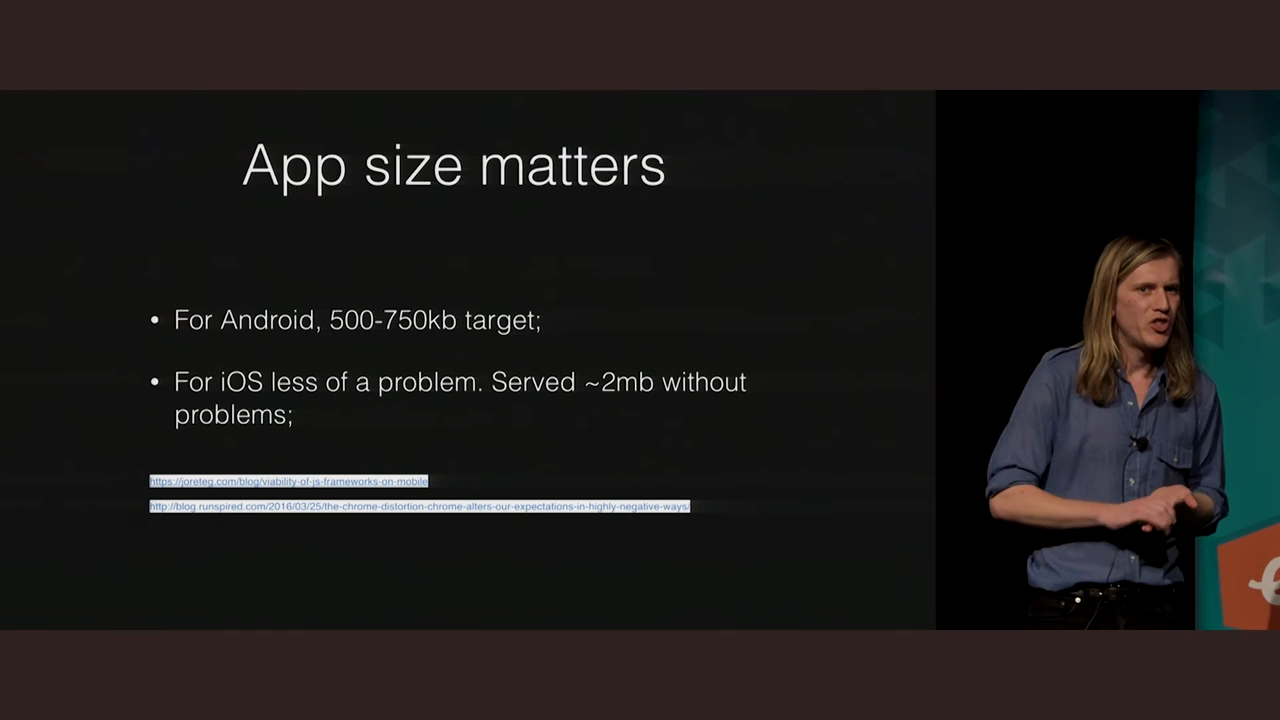 App size matters
• For Android, 500-750kb target;
• For iOS less of a problem. Served ~2mb without
problems;
https://joreteg.com/blog/viability-of-js-frameworks-on-mobile
http://blog.runspired.com/2016/03/25/the-chrome-distortion-chrome-alters-our-expectations-in-highly-negative-ways/